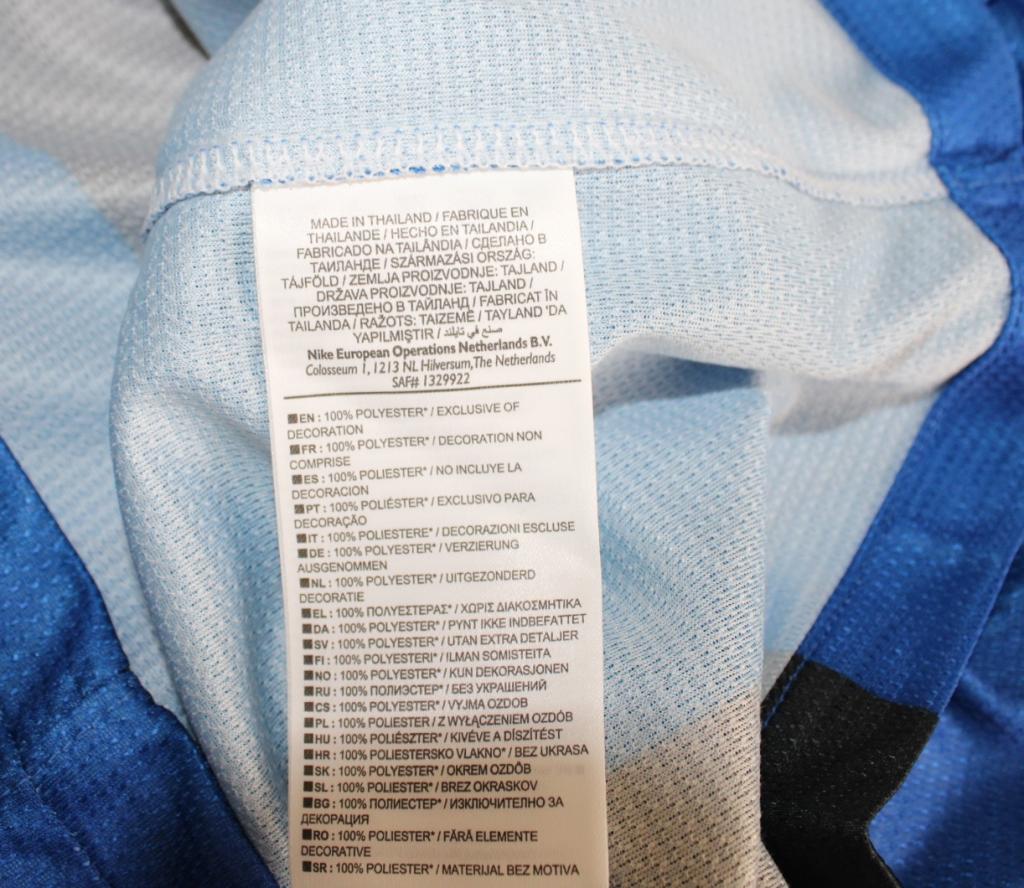 MADE IN THAILAND / FABRIQUE EN
THAILANDE / HECHO EN TAILANDIA /
FABRICADO NA TAILÂNDIA / СДЕЛАНО В
ТАИЛАНДЕ / SZÁRMAZÁSI ORSZÁG:
TÁJFÖLD / ZEMLJA PROIZVODNJE: TAJLAND /
DRŽAVA PROIZVODNJE: TAJLAND /
ПРОИЗВЕДЕНО В ТАЙЛАНД / FABRICAT ÎN
TAILANDA / RAŽOTS: TAIZEMĒ / TAYLAND 'DA
YAPILMIŞTIR / صنع في تايلند
Nike European Operations Netherlands B.V.
Colosseum 1, 1213 NL Hilversum,The Netherlands
SAF# 1329922
EN : 100% POLYESTER* / EXCLUSIVE OF
DECORATION
FR : 100% POLYESTER* / DECORATION NON
COMPRISE
ES : 100% POLIESTER* / NO INCLUYE LA
DECORACION
PT : 100% POLIÉSTER* / EXCLUSIVO PARA
DECORAÇÃO
IT : 100% POLIESTERE* / DECORAZIONI ESCLUSE
DE : 100% POLYESTER* / VERZIERUNG
AUSGENOMMEN
NL : 100% POLYESTER* / UITGEZONDERD
DECORATIE
EL : 100% ΠΟΛΥΕΣΤΕΡΑΣ* / ΧΩΡΙΣ ΔΙΑΚΟΣΜΗΤΙΚΑ
DA : 100% POLYESTER* / PYNT IKKE INDBEFATTET
SV : 100% POLYESTER* / UTAN EXTRA DETALJER
FI : 100% POLYESTERI* / ILMAN SOMISTEITA
NO : 100% POLYESTER* / KUN DEKORASJONEN
RU : 100% ПОЛИЭСТЕР* / БЕЗ УКРАШЕНИЙ
CS : 100% POLYESTER* / VYJMA OZDOB
PL : 100% POLIESTER / Z WYŁĄCZENIEM OZDÓB
HU : 100% POLIÉSZTER* / KIVÉVE A DÍSZÍTÉST
HR : 100% POLIESTERSKO VLAKNO* / BEZ UKRASA
SK : 100% POLYESTER* / OKREM OZDÔB
SL : 100% POLIESTER* / BREZ OKRASKOV
BG : 100% ПОЛИЕСТЕР* / ИЗКЛЮЧИТЕЛНО ЗА
ДЕКОРАЦИЯ
RO : 100% POLIESTER* / FĂRĂ ELEMENTE
DECORATIVE
SR : 100% POLIESTER* / MATERIJAL BEZ MOTIVA